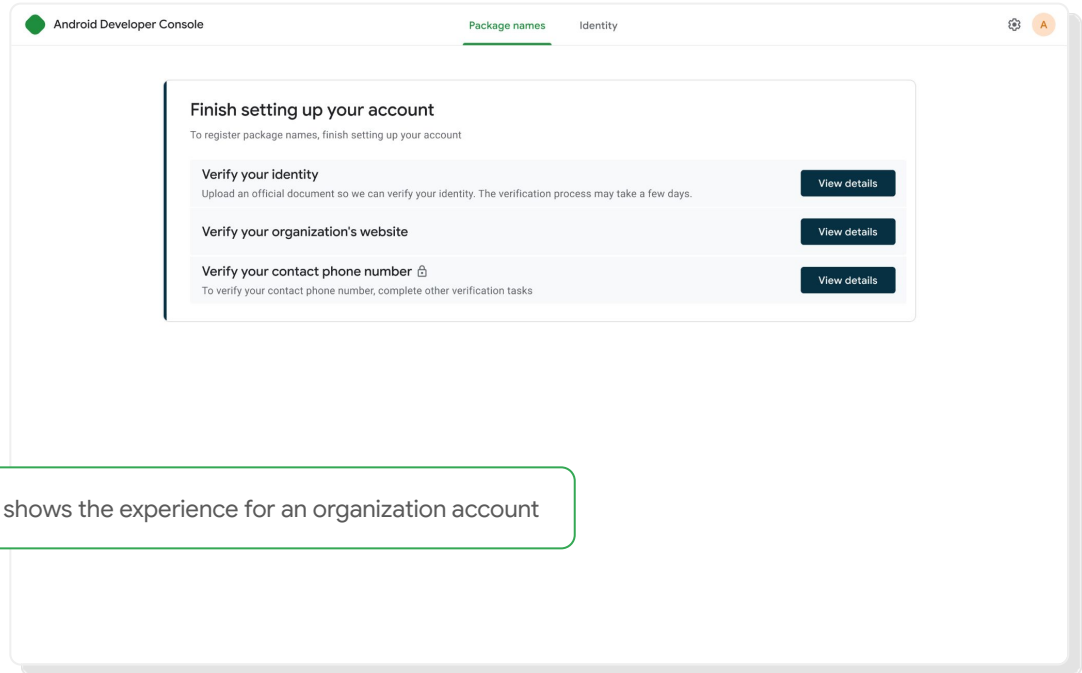 Android Developer Console
Package names
Identity
A
Finish setting up your account
To register package names, finish setting up your account
Verify your identity
Upload an official document so we can verify your identity. The verification process may take a few days.
View details
Verify your organization's website
View details
Verify your contact phone number
To verify your contact phone number, complete other verification tasks
View details
shows the experience for an organization account